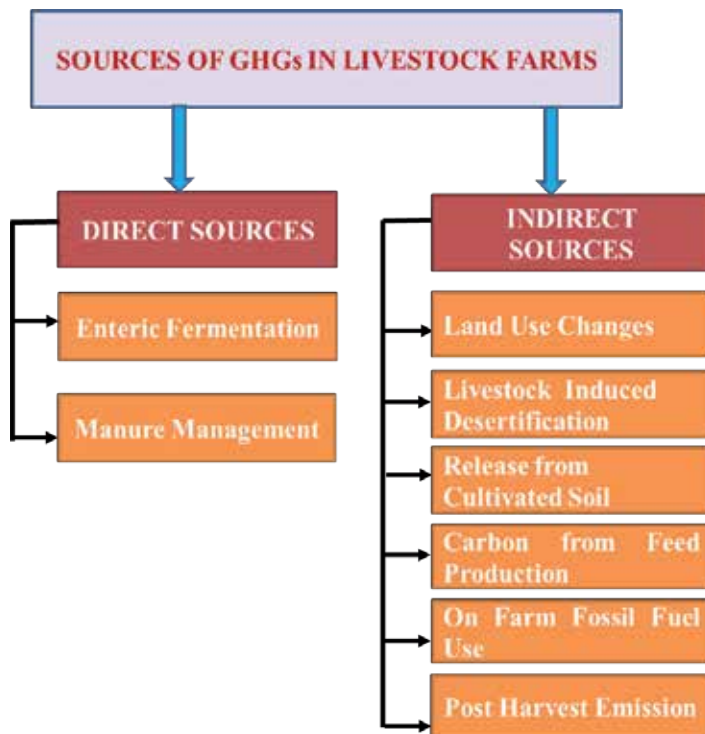 SOURCES OF GHGs IN LIVESTOCK FARMS
DIRECT SOURCES
Enteric Fermentation
Manure Management
INDIRECT
SOURCES
Land Use Changes
Livestock Induced
Desertification
Release from
Cultivated Soil
Carbon from Feed
Production
On Farm Fossil Fuel
Use
Post Harvest Emission